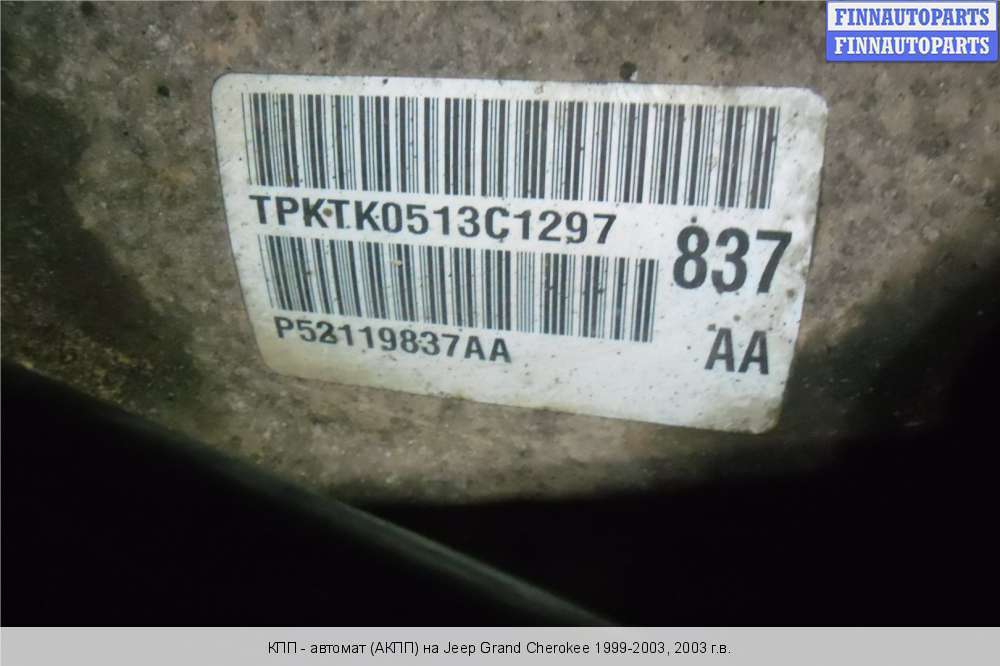 FINNAUTOPARTS
FINNAUTOPARTS
TPKTK0513C1297
837
P52119837AA
AA
КПП - автомат (АКПП) на Jeep Grand Cherokee 1999-2003, 2003 г.в.